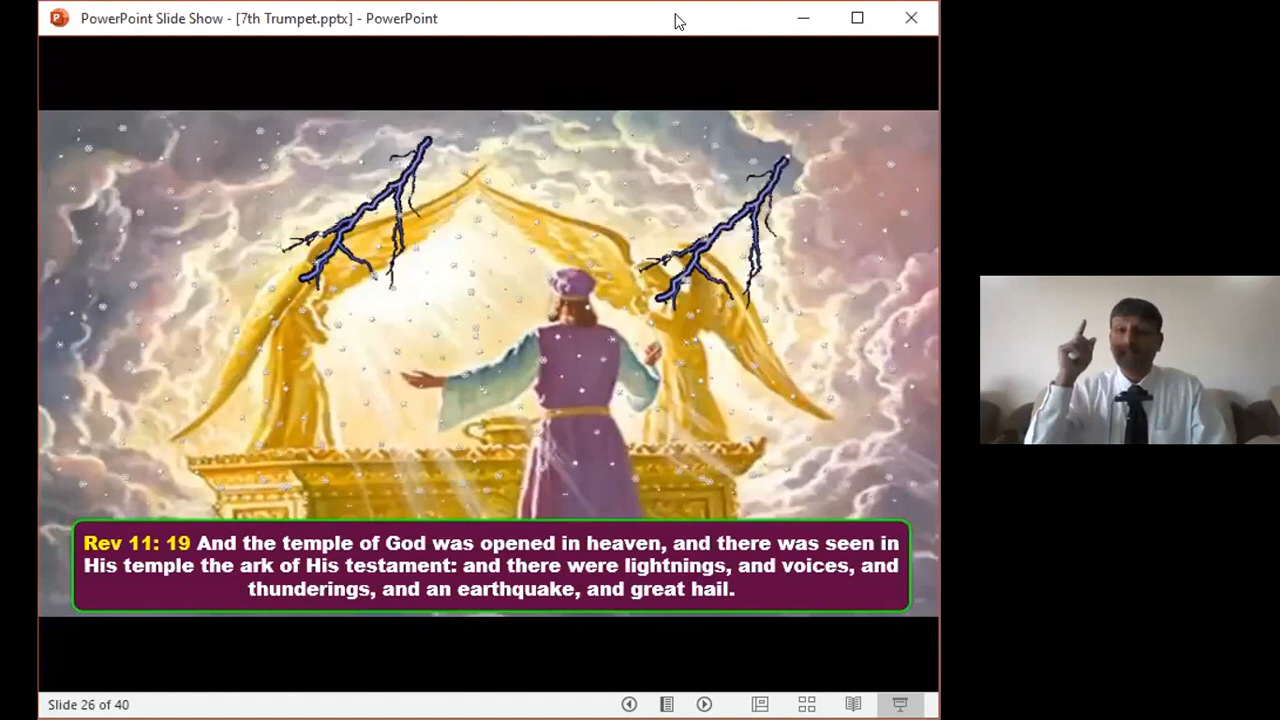 PowerPoint Slide Show - [7th Trumpet.pptx] - PowerPoint
Rev 11: 19 And the temple of God was opened in heaven, and there was seen in
His temple the ark of His testament: and there were lightnings, and voices, and
thunderings, and an earthquake, and great hail.
Slide 26 of 40